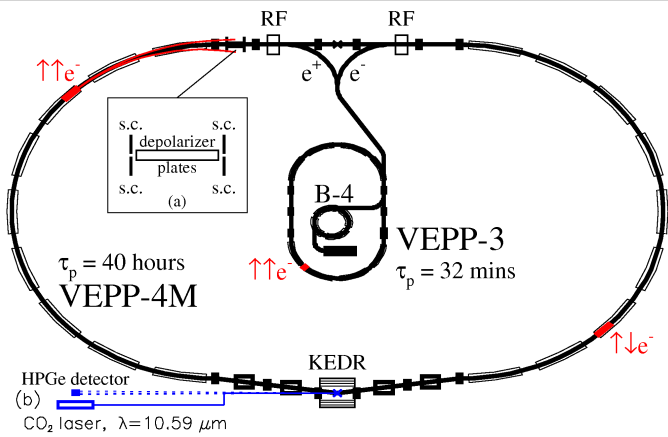 RF RF
e+ e-
↑↑e-
s.c. s.c.
depolarizer
plates
s.c. s.c.
(a)
B-4
VEPP-3
τp = 32 mins
↑↑e-
τp = 40 hours
VEPP-4M
↑↓e-
KEDR
HPGe detector
(b)
CO2 laser, λ=10.59 μm